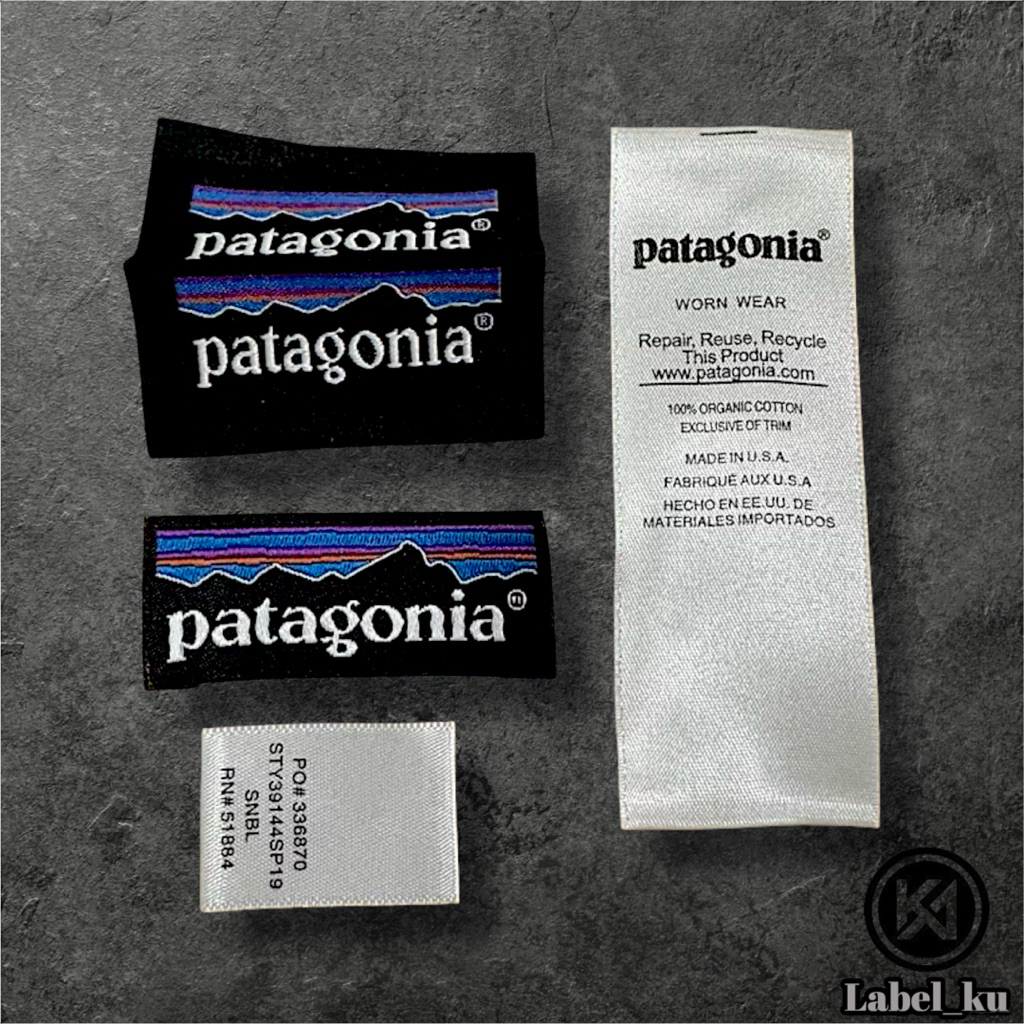 patagonia®
patagonia®
patagonia®
PO# 336870
STY39144SP19
SNBL
RN# 51884
patagonia®
WORN WEAR
Repair, Reuse, Recycle
This Product
www.patagonia.com
100% ORGANIC COTTON
EXCLUSIVE OF TRIM
MADE IN U.S.A.
FABRIQUÉ AUX U.S.A
HECHO EN EE.UU. DE
MATERIALES IMPORTADOS
Label_ku